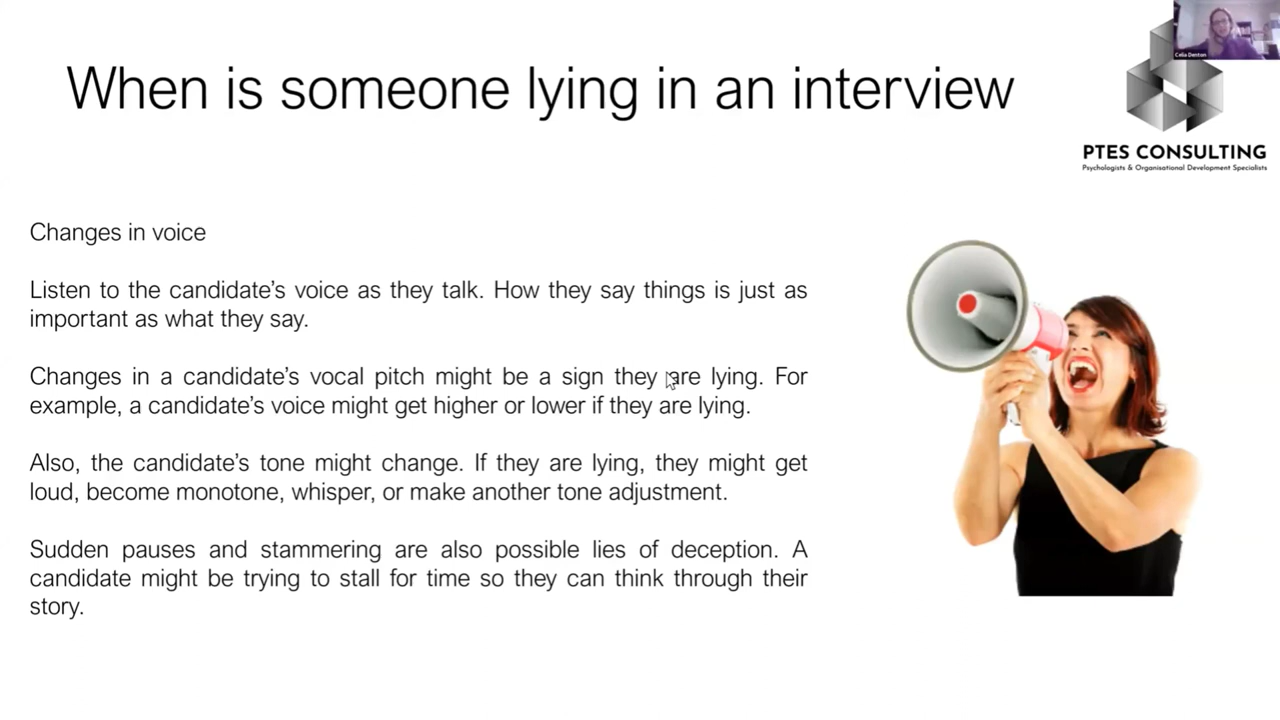 Celia Denton
When is someone lying in an interview
PTES CONSULTING
Psychologists & Organisational Development Specialists
Changes in voice
Listen to the candidate's voice as they talk. How they say things is just as
important as what they say.
Changes in a candidate's vocal pitch might be a sign they are lying. For
example, a candidate's voice might get higher or lower if they are lying.
Also, the candidate's tone might change. If they are lying, they might get
loud, become monotone, whisper, or make another tone adjustment.
Sudden pauses and stammering are also possible lies of deception. A
candidate might be trying to stall for time so they can think through their
story.